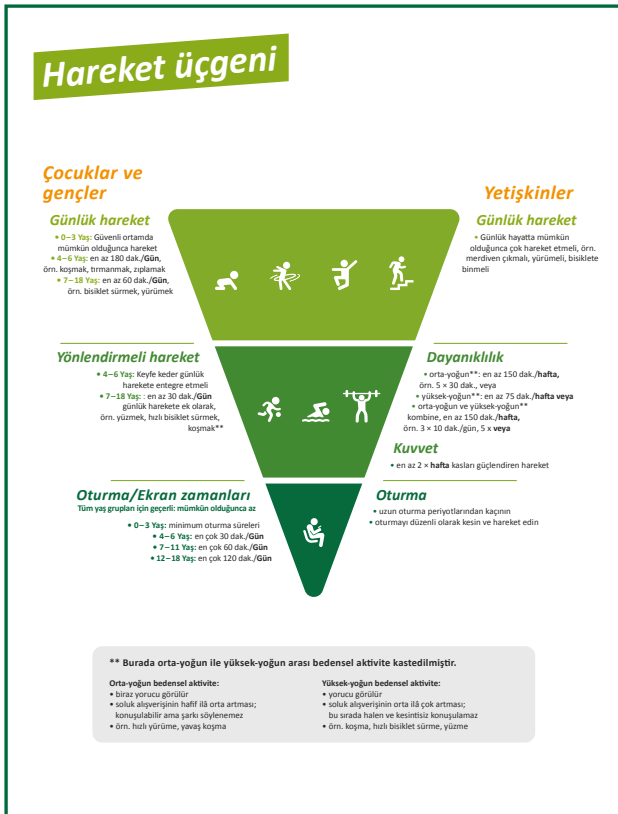 Hareket üçgeni
Çocuklar ve
gençler
Günlük hareket
• 0–3 Yaş: Güvenli ortamda
mümkün olduğunca hareket
• 4–6 Yaş: en az 180 dak./Gün,
örn. koşmak, tırmanmak, zıplamak
• 7–18 Yaş: en az 60 dak./Gün,
örn. bisiklet sürmek, yürümek
Yetişkinler
Günlük hareket
• Günlük hayatta mümkün
olduğunca çok hareket etmeli, örn.
merdiven çıkmalı, yürümeli, bisiklete
binmeli
Yönlendirmeli hareket
• 4–6 Yaş: Keyfe keder günlük
harekete entegre etmeli
• 7–18 Yaş: : en az 30 dak./Gün
günlük harekete ek olarak,
örn. yüzmek, hızlı bisiklet sürmek,
koşmak**
Dayanıklılık
• orta-yoğun**: en az 150 dak./hafta,
örn. 5 × 30 dak., veya
• yüksek-yoğun**: en az 75 dak./hafta veya
• orta-yoğun ve yüksek-yoğun**
kombine, en az 150 dak./hafta,
örn. 3 × 10 dak./gün, 5 x veya
Kuvvet
• en az 2 × hafta kasları güçlendiren hareket
Oturma/Ekran zamanları
Tüm yaş grupları için geçerli: mümkün olduğunca az
• 0–3 Yaş: minimum oturma süreleri
• 4–6 Yaş: en çok 30 dak./Gün
• 7–11 Yaş: en çok 60 dak./Gün
• 12–18 Yaş: en çok 120 dak./Gün
Oturma
• uzun oturma periyotlarından kaçının
• oturmayı düzenli olarak kesin ve hareket edin
** Burada orta-yoğun ile yüksek-yoğun arası bedensel aktivite kastedilmiştir.
Orta-yoğun bedensel aktivite:
• biraz yorucu görülür
• soluk alışverişinin hafif ilâ orta artması;
konuşulabilir ama şarkı söylenemez
• örn. hızlı yürüme, yavaş koşma
Yüksek-yoğun bedensel aktivite:
• yorucu görülür
• soluk alışverişinin orta ilâ çok artması;
bu sırada halen ve kesintisiz konuşulamaz
• örn. koşma, hızlı bisiklet sürme, yüzme